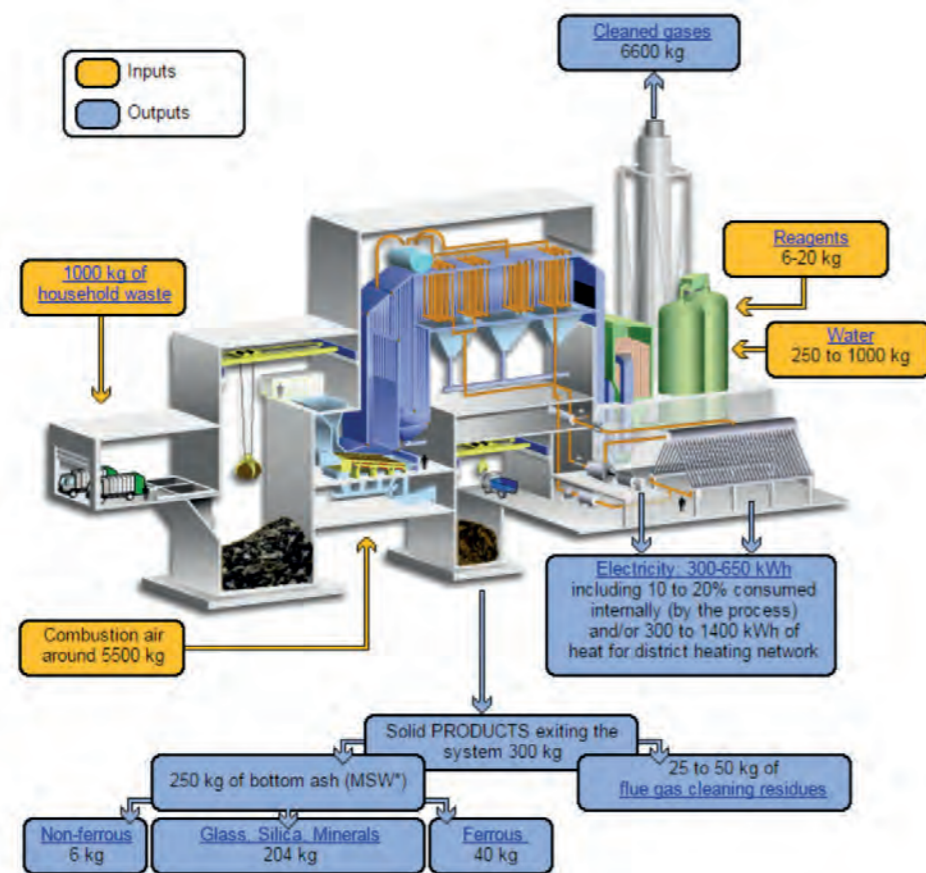 Cleaned gases
6600 kg
Inputs
Outputs
Reagents
6-20 kg
1000 kg of
household waste
Water
250 to 1000 kg
Electricity: 300-650 kWh
including 10 to 20% consumed
internally (by the process)
and/or 300 to 1400 kWh of
heat for district heating network
Combustion air
around 5500 kg
Solid PRODUCTS exiting the
system 300 kg
250 kg of bottom ash (MSW*)
25 to 50 kg of
flue gas cleaning residues
Non-ferrous
6 kg
Glass, Silica, Minerals
204 kg
Ferrous
40 kg